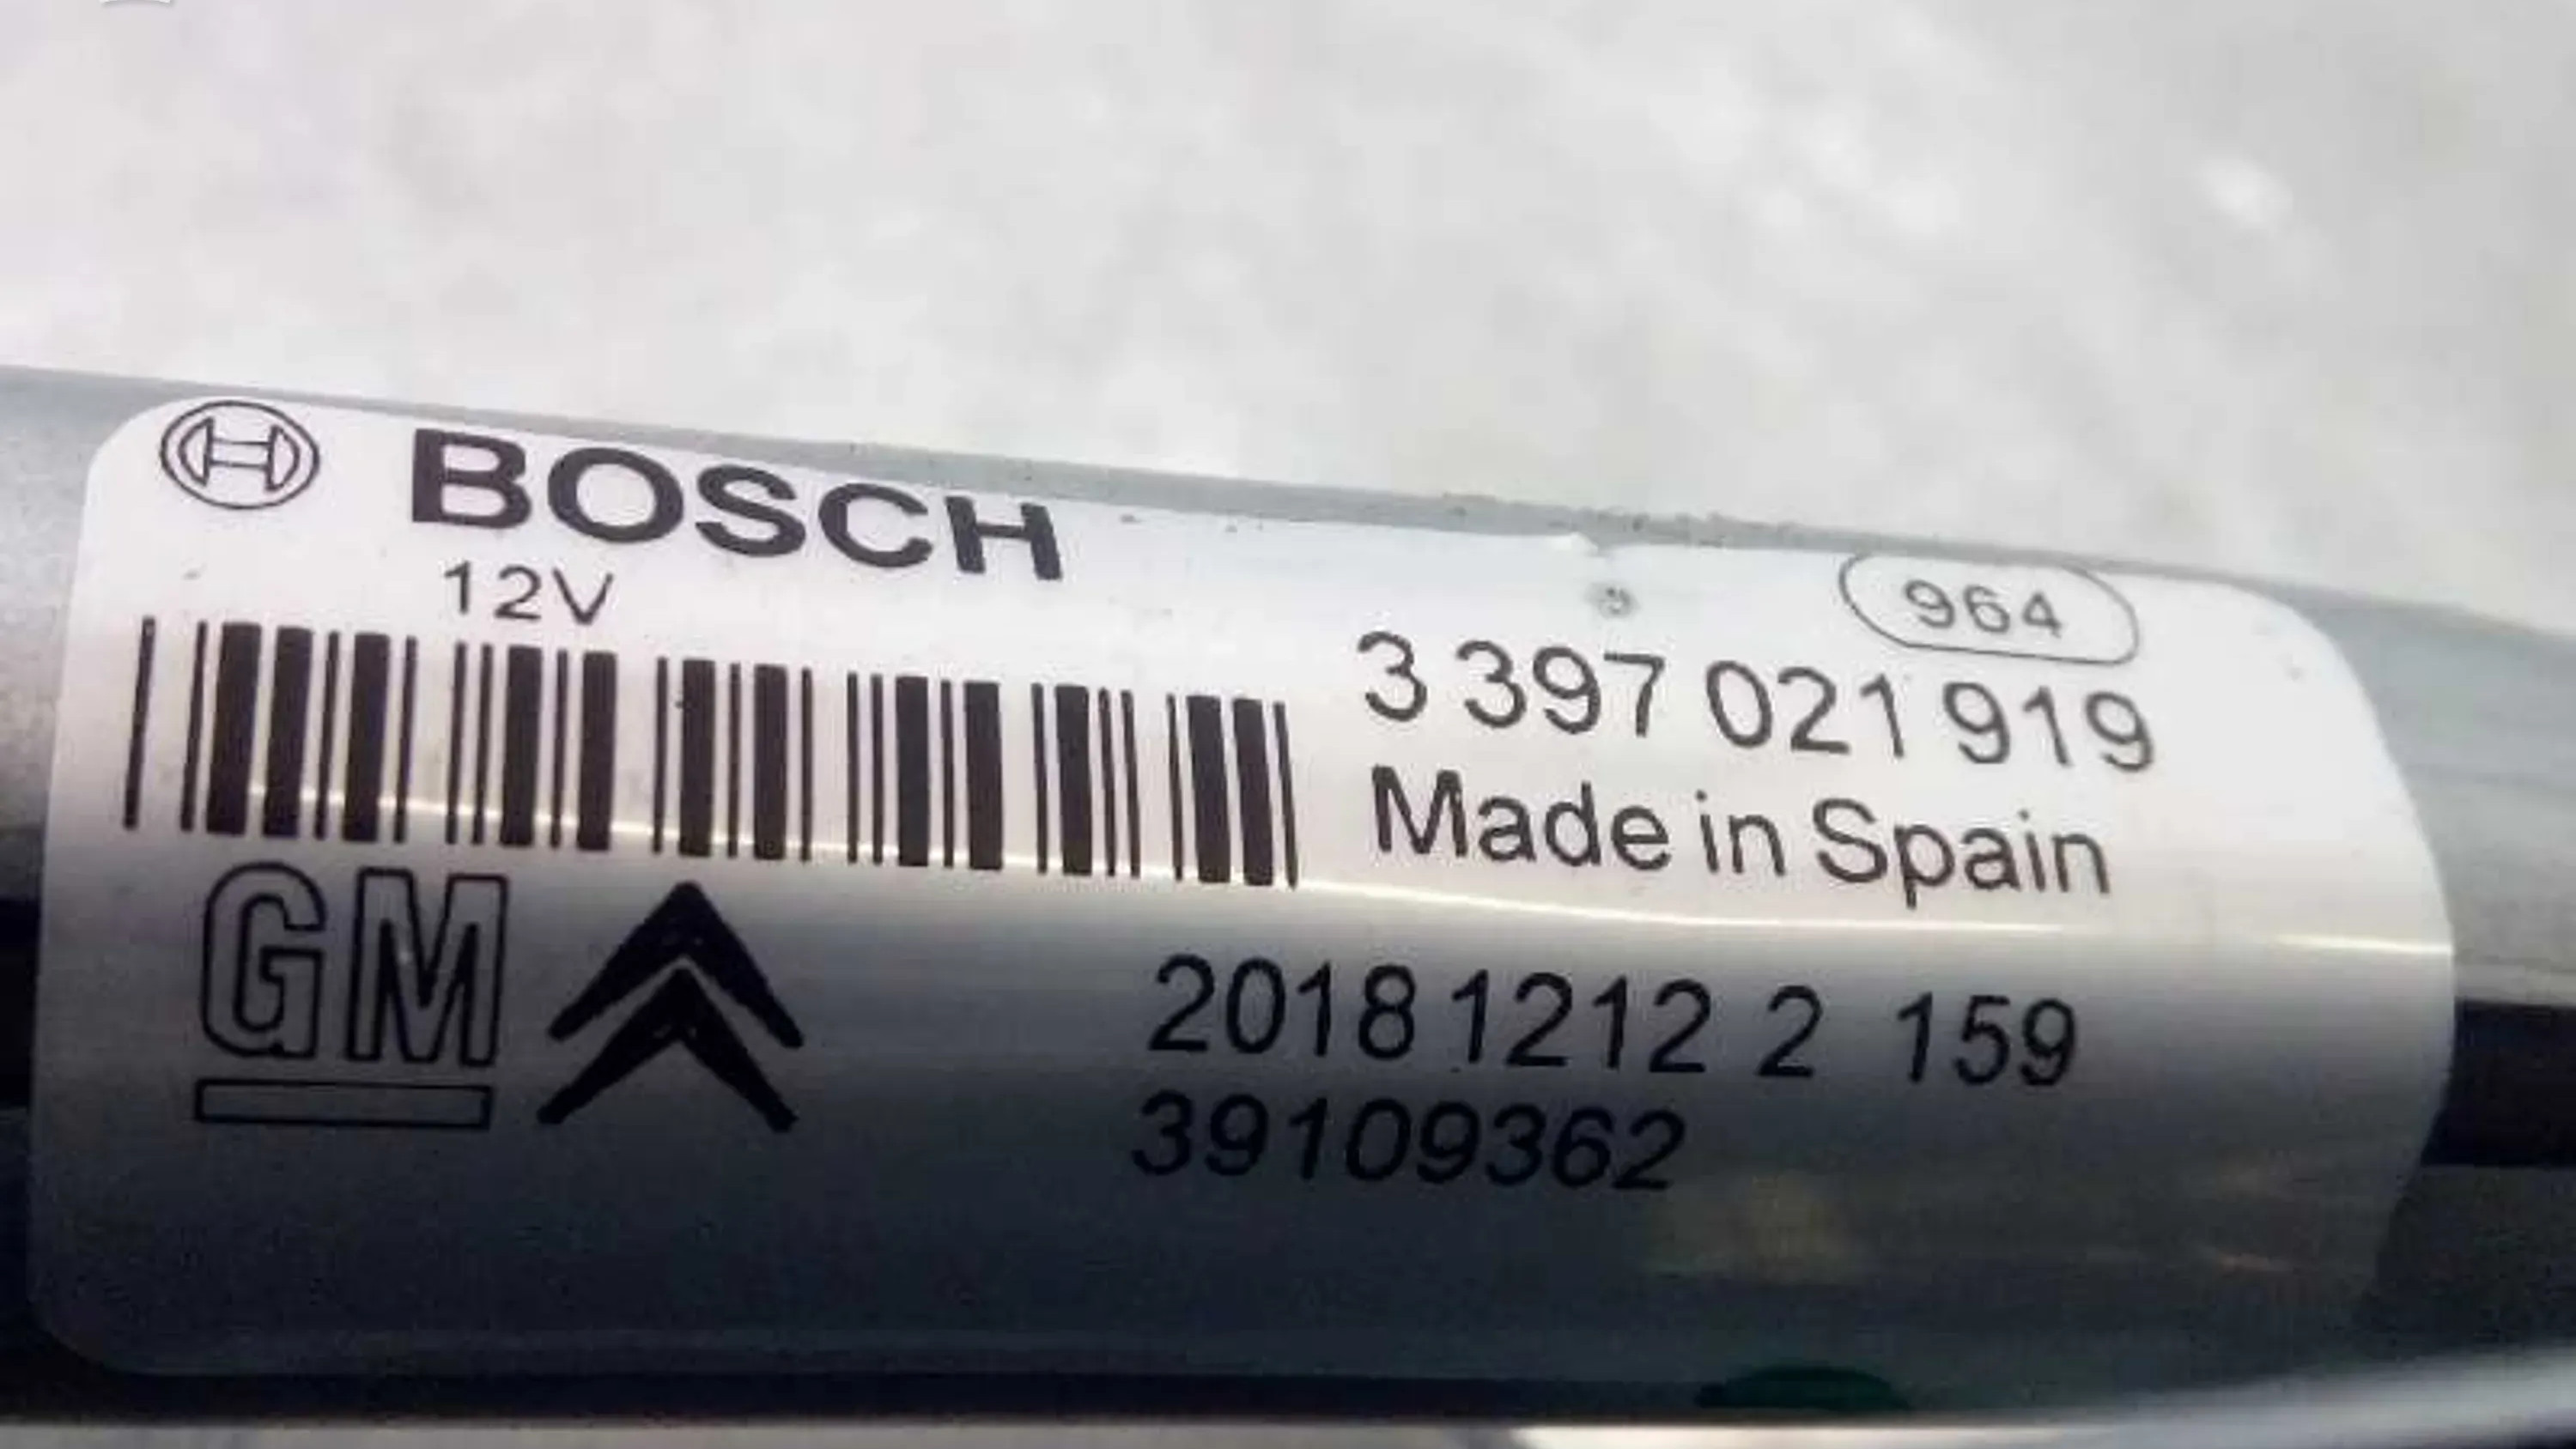 BOSCH
12V
964
3 397 021 919
Made in Spain
GM
2018 1212 2 159
39109362